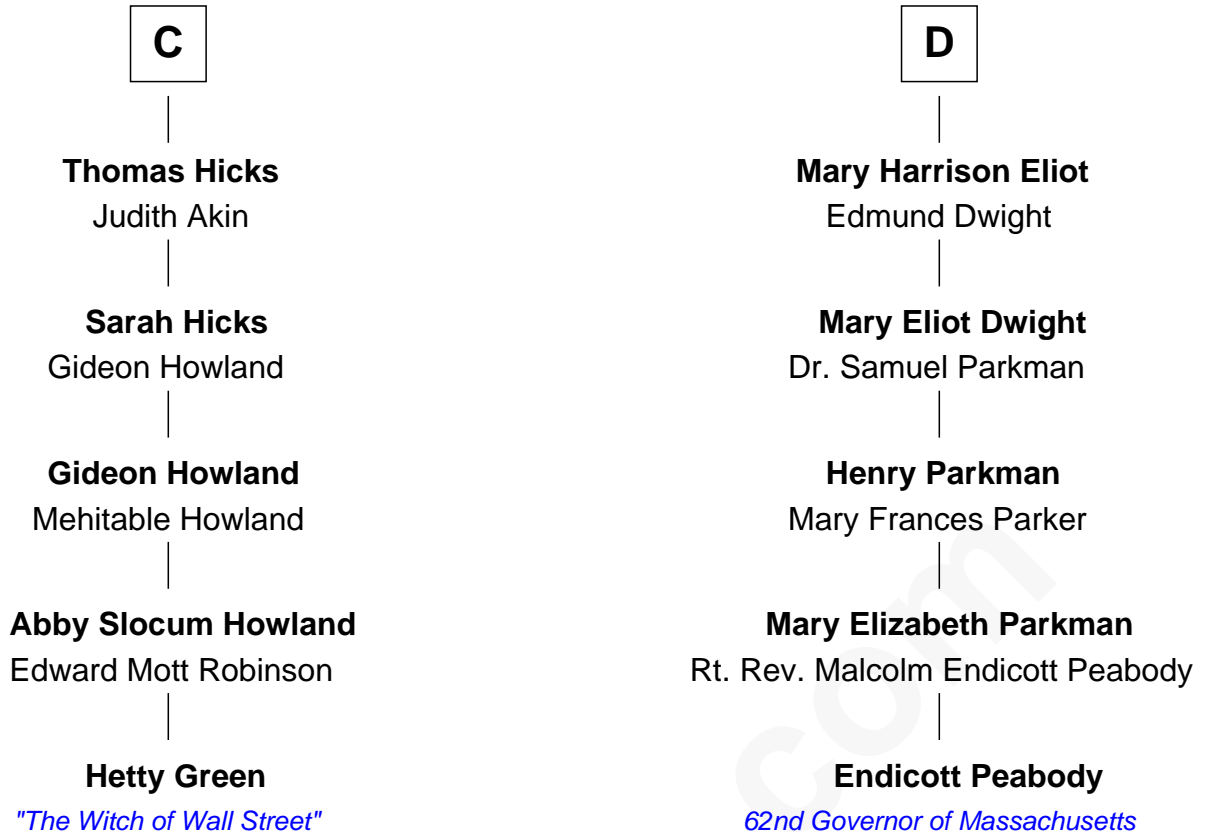 C
Thomas Hicks
Judith Akin
Sarah Hicks
Gideon Howland
Gideon Howland
Mehitable Howland
Abby Slocum Howland
Edward Mott Robinson
Hetty Green
"The Witch of Wall Street"
D
Mary Harrison Eliot
Edmund Dwight
Mary Eliot Dwight
Dr. Samuel Parkman
Henry Parkman
Mary Frances Parker
Mary Elizabeth Parkman
Rt. Rev. Malcolm Endicott Peabody
Endicott Peabody
62nd Governor of Massachusetts
com